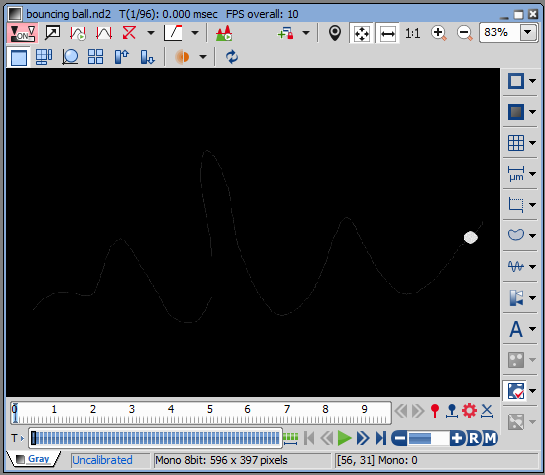 bouncing ball.nd2 T(1/96): 0.000 msec FPS overall: 10
ON 1:1 83%
µm
A
0 1 2 3 4 5 6 7 8 9
T R M
Gray Uncalibrated Mono 8bit: 596 x 397 pixels [56, 31] Mono: 0